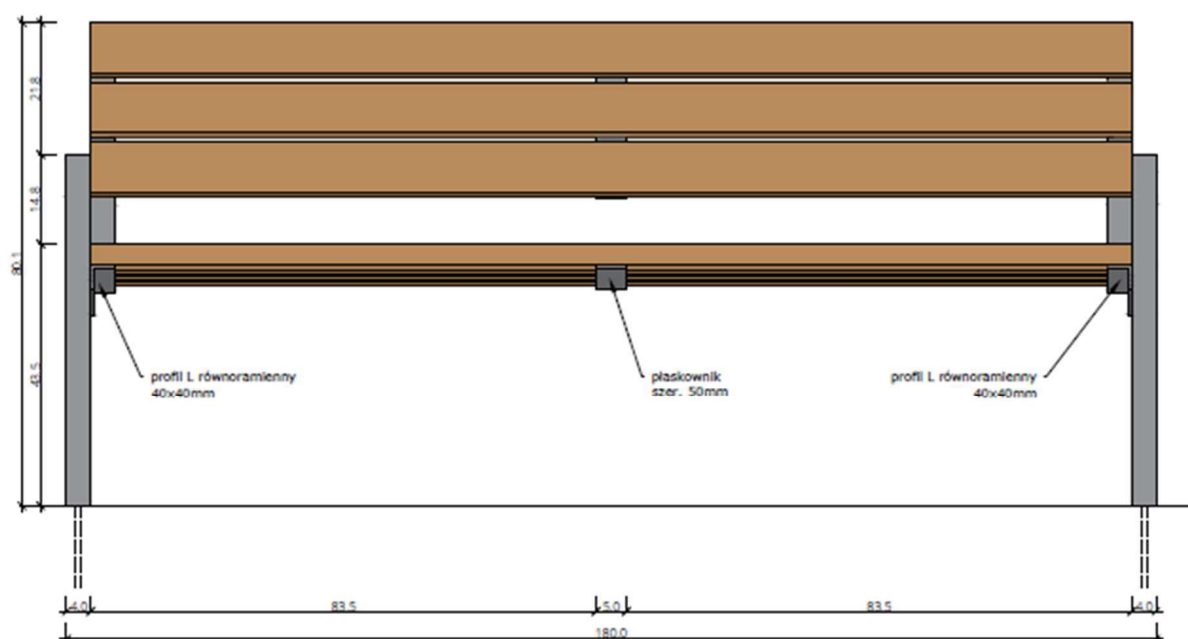 21.8
14.8
80.1
43.5
profil L równoramienny
40x40mm
płaskownik
szer. 50mm
profil L równoramienny
40x40mm
4.0 83.5 5.0 83.5 4.0
180.0